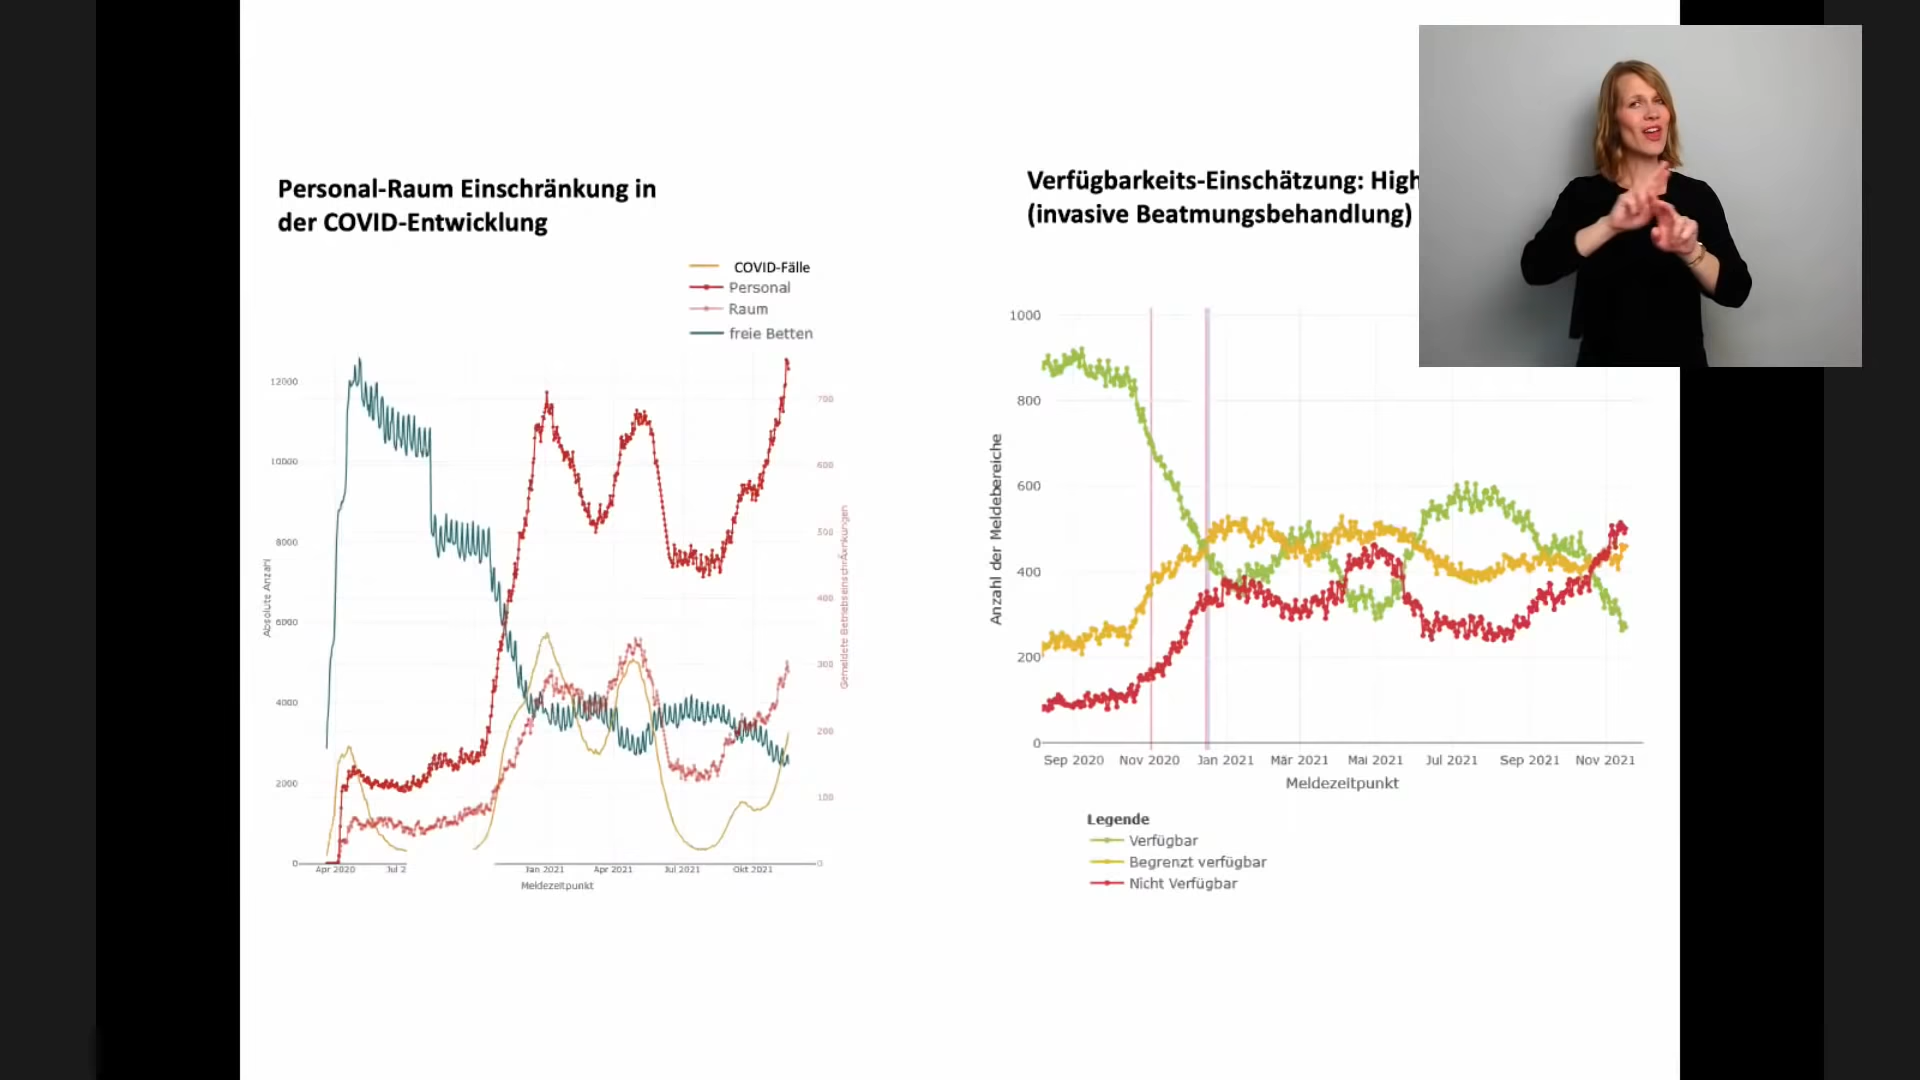 Personal-Raum Einschränkung in
der COVID-Entwicklung
COVID-Fälle
Personal
Raum
freie Betten
12000
10000
8000
6000
4000
2000
0
Absolute Anzahl
700
600
500
400
300
200
100
0
Apr 2020
Jul 2
Jan 2021
Apr 2021
Jul 2021
Okt 2021
Meldezeitpunkt
Verfügbarkeits-Einschätzung: High
(invasive Beatmungsbehandlung)
1000
800
600
400
200
0
Anzahl der Meldebereiche
Sep 2020
Nov 2020
Jan 2021
Mär 2021
Mai 2021
Jul 2021
Sep 2021
Nov 2021
Meldezeitpunkt
Legende
Verfügbar
Begrenzt verfügbar
Nicht Verfügbar